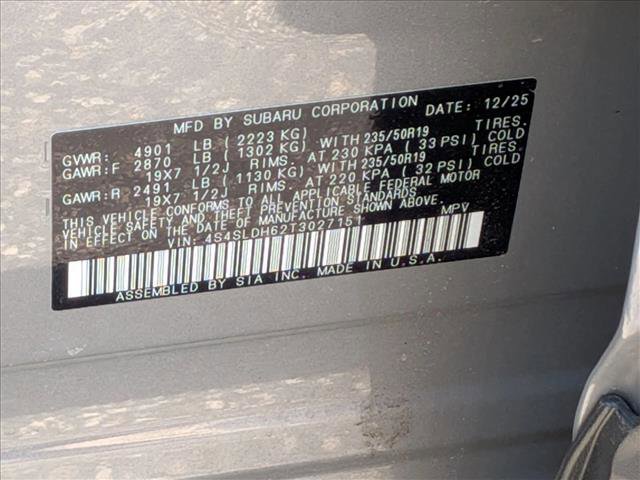 MFD BY SUBARU CORPORATION DATE: 12/25
GVWR: 4901 LB (2223 KG)
GAWR:F 2870 LB (1302 KG) WITH 235/50R19 TIRES.
19X7 1/2J RIMS. AT 230 KPA (33 PSI) COLD
GAWR:R 2491 LB (1130 KG) WITH 235/50R19 TIRES.
19X7 1/2J RIMS. AT 220 KPA (32 PSI) COLD
THIS VEHICLE CONFORMS TO ALL APPLICABLE FEDERAL MOTOR
VEHICLE SAFETY AND THEFT PREVENTION STANDARDS
IN EFFECT ON THE DATE OF MANUFACTURE SHOWN ABOVE.
VIN: 4S4SLDH62T3027151 MPV
ASSEMBLED BY SIA INC. MADE IN U.S.A.